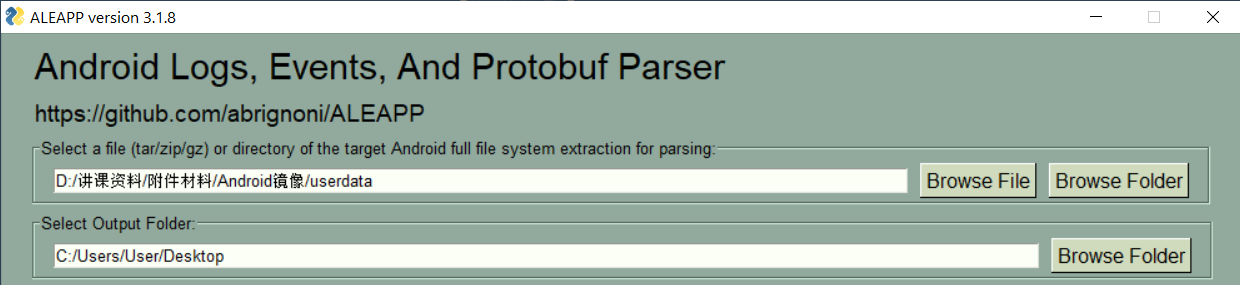 ALEAPP version 3.1.8
Android Logs, Events, And Protobuf Parser
https://github.com/abrignoni/ALEAPP
Select a file (tar/zip/gz) or directory of the target Android full file system extraction for parsing:
D:/讲课资料/附件材料/Android镜像/userdata
Browse File
Browse Folder
Select Output Folder:
C:/Users/User/Desktop
Browse Folder